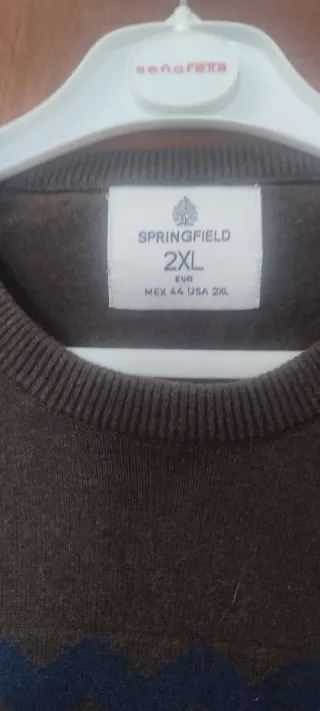 señoretta
SPRINGFIELD
2XL
EUR
MEX 44 USA 2XL